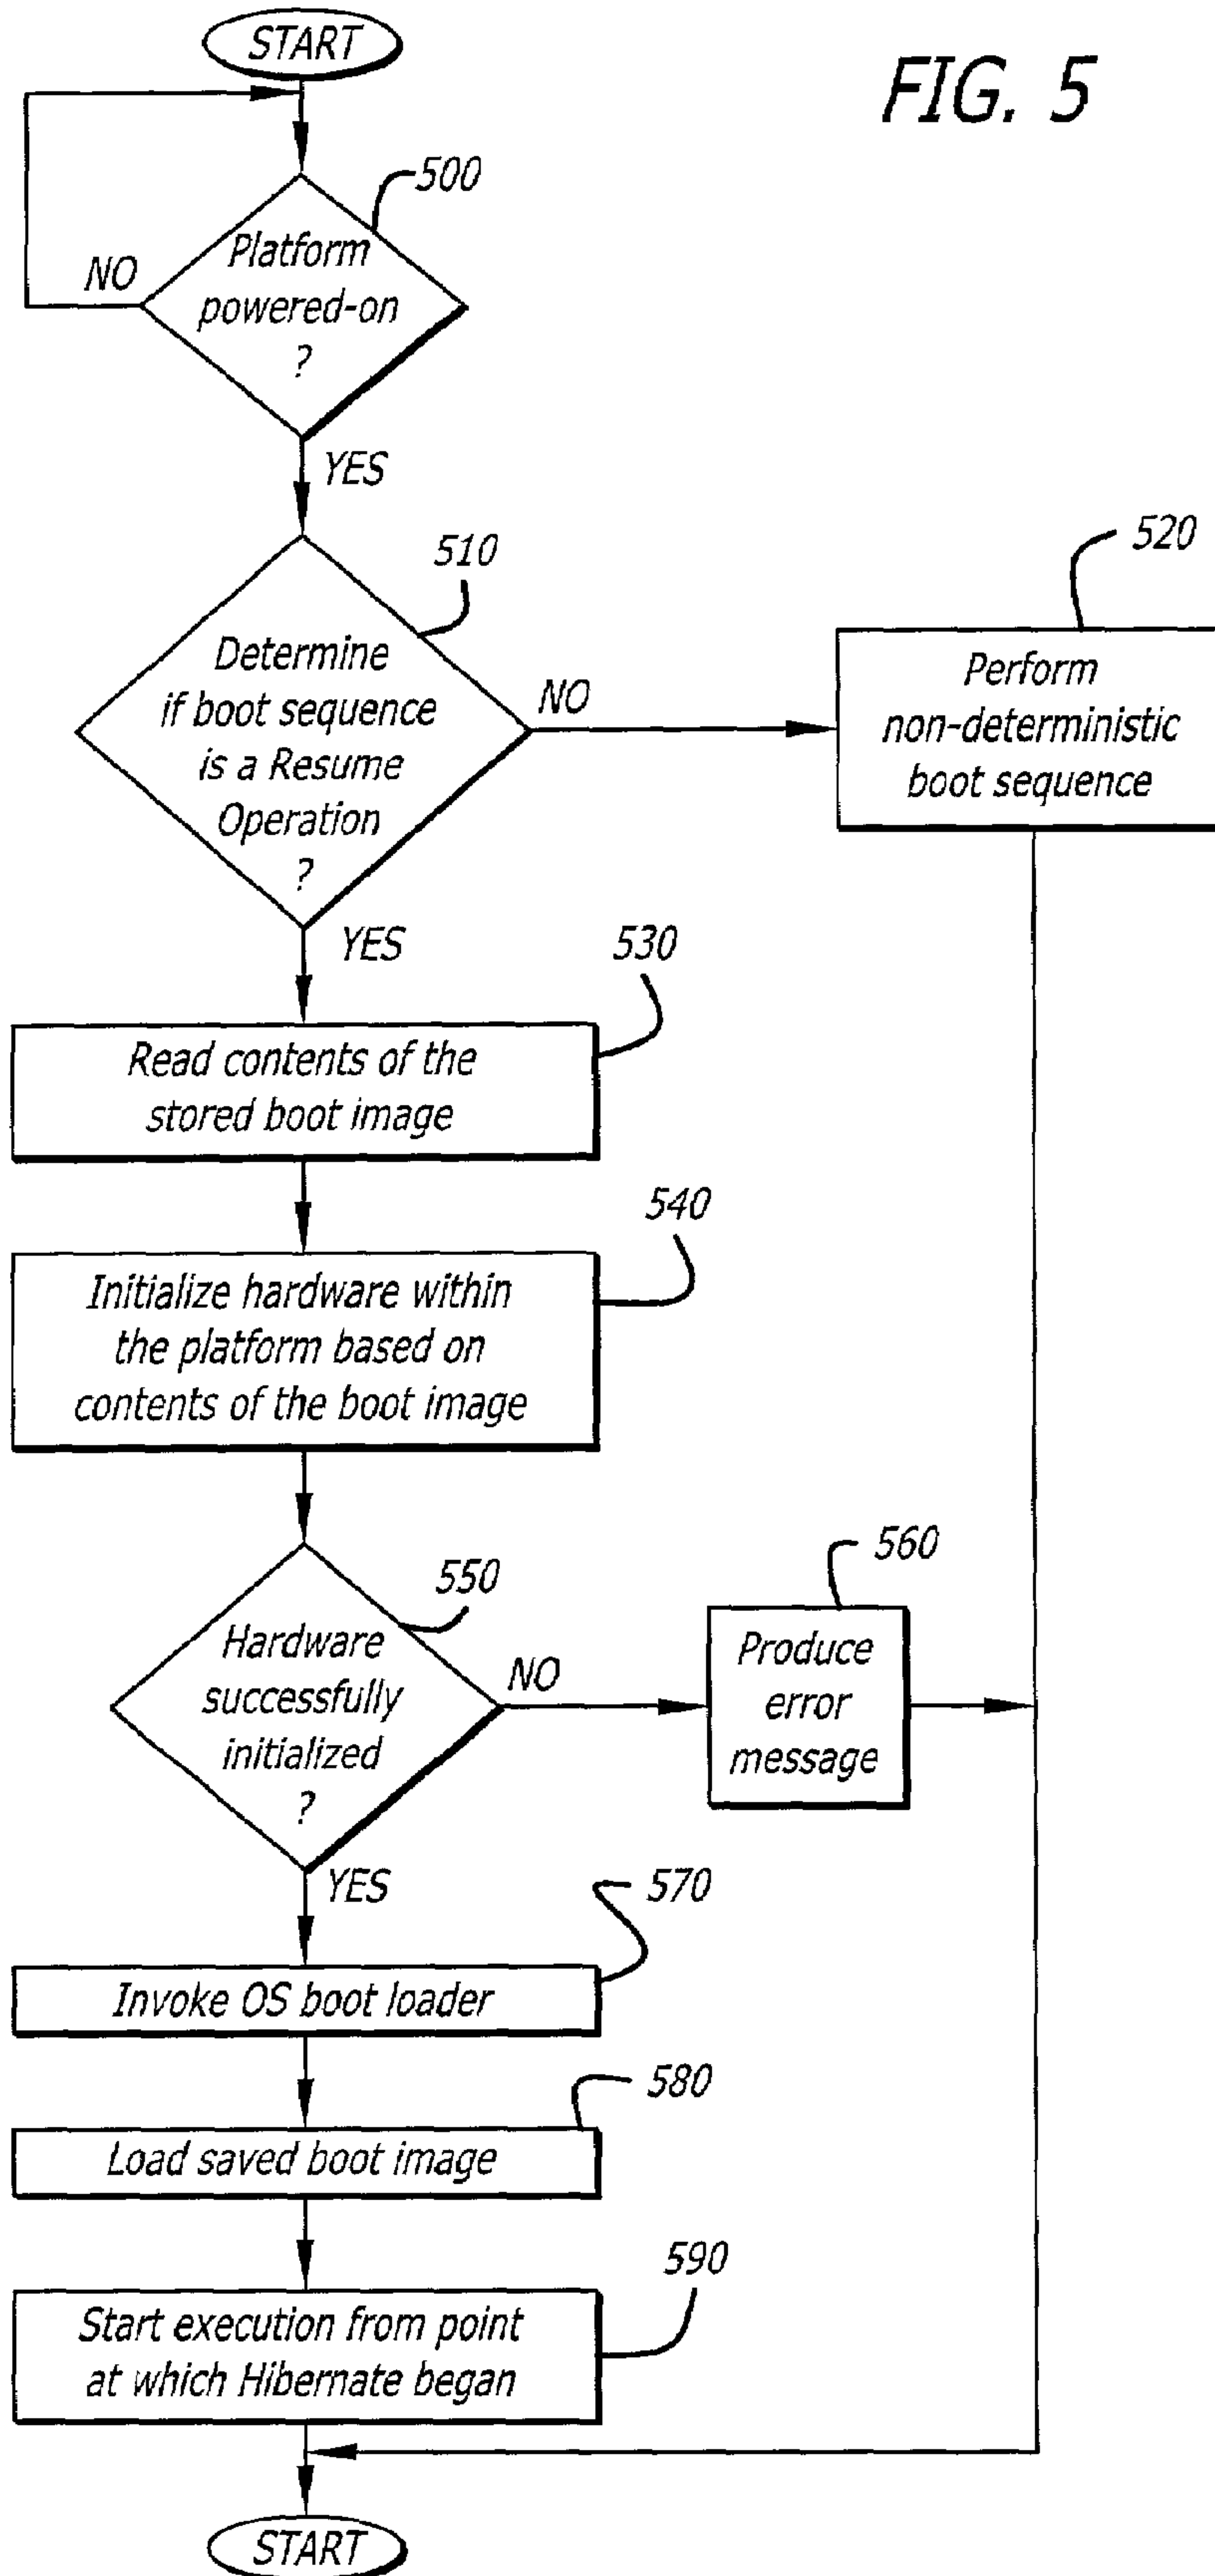 START
FIG. 5
500
Platform
powered-on
?
NO
YES
510
Determine
if boot sequence
is a Resume
Operation
?
NO
520
Perform
non-deterministic
boot sequence
YES
530
Read contents of the
stored boot image
540
Initialize hardware within
the platform based on
contents of the boot image
550
Hardware
successfully
initialized
?
NO
560
Produce
error
message
YES
570
Invoke OS boot loader
580
Load saved boot image
590
Start execution from point
at which Hibernate began
START